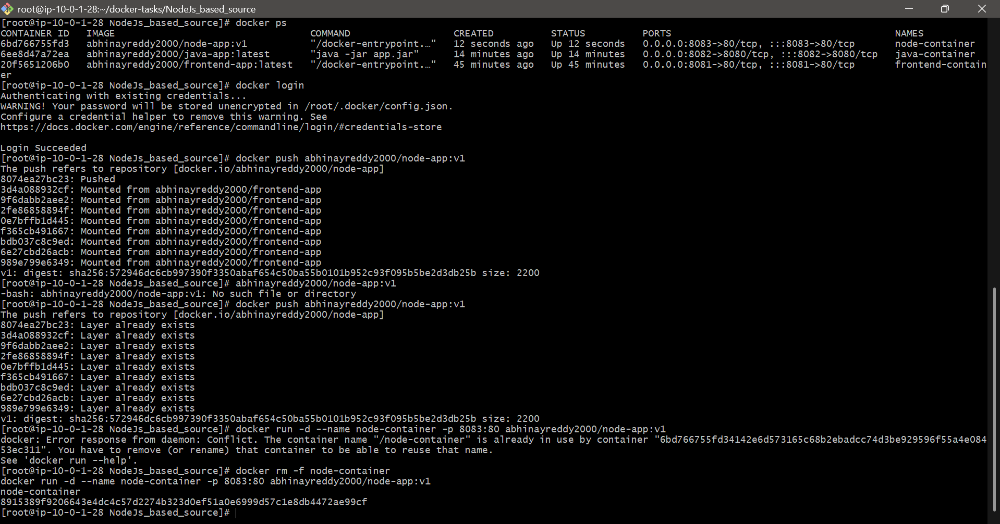 root@ip-10-0-1-28:~/docker-tasks/NodeJs_based_source
[root@ip-10-0-1-28 NodeJs_based_source]# docker ps
CONTAINER ID   IMAGE                                  COMMAND                  CREATED          STATUS          PORTS                                       NAMES
6bd766755fd3   abhinayreddy2000/node-app:v1           "/docker-entrypoint.…"   12 seconds ago   Up 12 seconds   0.0.0.0:8083->80/tcp, :::8083->80/tcp       node-container
6ee8d47a72ea   abhinayreddy2000/java-app:latest       "java -jar app.jar"      14 minutes ago   Up 14 minutes   0.0.0.0:8082->8080/tcp, :::8082->8080/tcp   java-container
20f5651206b0   abhinayreddy2000/frontend-app:latest   "/docker-entrypoint.…"   45 minutes ago   Up 45 minutes   0.0.0.0:8081->80/tcp, :::8081->80/tcp       frontend-contain
er
[root@ip-10-0-1-28 NodeJs_based_source]# docker login
Authenticating with existing credentials...
WARNING! Your password will be stored unencrypted in /root/.docker/config.json.
Configure a credential helper to remove this warning. See
https://docs.docker.com/engine/reference/commandline/login/#credentials-store
Login Succeeded
[root@ip-10-0-1-28 NodeJs_based_source]# docker push abhinayreddy2000/node-app:v1
The push refers to repository [docker.io/abhinayreddy2000/node-app]
8074ea27bc23: Pushed
3d4a088932cf: Mounted from abhinayreddy2000/frontend-app
9f6dabb2aee2: Mounted from abhinayreddy2000/frontend-app
2fe86858894f: Mounted from abhinayreddy2000/frontend-app
0e7bffb1d445: Mounted from abhinayreddy2000/frontend-app
f365cb491667: Mounted from abhinayreddy2000/frontend-app
bdb037c8c9ed: Mounted from abhinayreddy2000/frontend-app
6e27cbd26acb: Mounted from abhinayreddy2000/frontend-app
989e799e6349: Mounted from abhinayreddy2000/frontend-app
v1: digest: sha256:572946dc6cb997390f3350abaf654c50ba55b0101b952c93f095b5be2d3db25b size: 2200
[root@ip-10-0-1-28 NodeJs_based_source]# abhinayreddy2000/node-app:v1
-bash: abhinayreddy2000/node-app:v1: No such file or directory
[root@ip-10-0-1-28 NodeJs_based_source]# docker push abhinayreddy2000/node-app:v1
The push refers to repository [docker.io/abhinayreddy2000/node-app]
8074ea27bc23: Layer already exists
3d4a088932cf: Layer already exists
9f6dabb2aee2: Layer already exists
2fe86858894f: Layer already exists
0e7bffb1d445: Layer already exists
f365cb491667: Layer already exists
bdb037c8c9ed: Layer already exists
6e27cbd26acb: Layer already exists
989e799e6349: Layer already exists
v1: digest: sha256:572946dc6cb997390f3350abaf654c50ba55b0101b952c93f095b5be2d3db25b size: 2200
[root@ip-10-0-1-28 NodeJs_based_source]# docker run -d --name node-container -p 8083:80 abhinayreddy2000/node-app:v1
docker: Error response from daemon: Conflict. The container name "/node-container" is already in use by container "6bd766755fd34142e6d573165c68b2ebadcc74d3be929596f55a4e084
53ec311". You have to remove (or rename) that container to be able to reuse that name.
See 'docker run --help'.
[root@ip-10-0-1-28 NodeJs_based_source]# docker rm -f node-container
docker run -d --name node-container -p 8083:80 abhinayreddy2000/node-app:v1
node-container
8915389f9206643e4dc4c57d2274b323d0ef51a0e6999d57c1e8db4472ae99cf
[root@ip-10-0-1-28 NodeJs_based_source]#